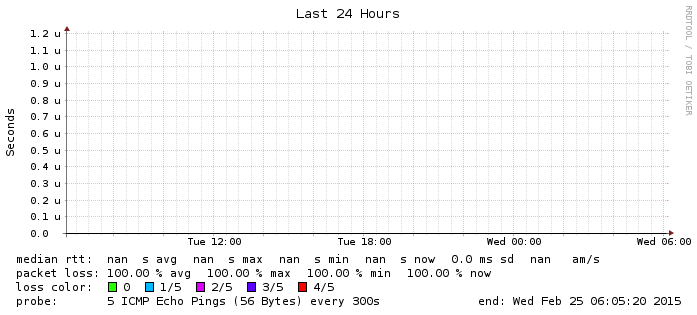 Last 24 Hours
RRDTOOL / TOBI OETIKER
Seconds
1.2 u
1.1 u
1.0 u
0.9 u
0.8 u
0.7 u
0.6 u
0.5 u
0.4 u
0.3 u
0.2 u
0.1 u
0.0
Tue 12:00 Tue 18:00 Wed 00:00 Wed 06:00
median rtt: nan s avg nan s max nan s min nan s now 0.0 ms sd nan am/s
packet loss: 100.00 % avg 100.00 % max 100.00 % min 100.00 % now
loss color: 0 1/5 2/5 3/5 4/5
probe: 5 ICMP Echo Pings (56 Bytes) every 300s end: Wed Feb 25 06:05:20 2015